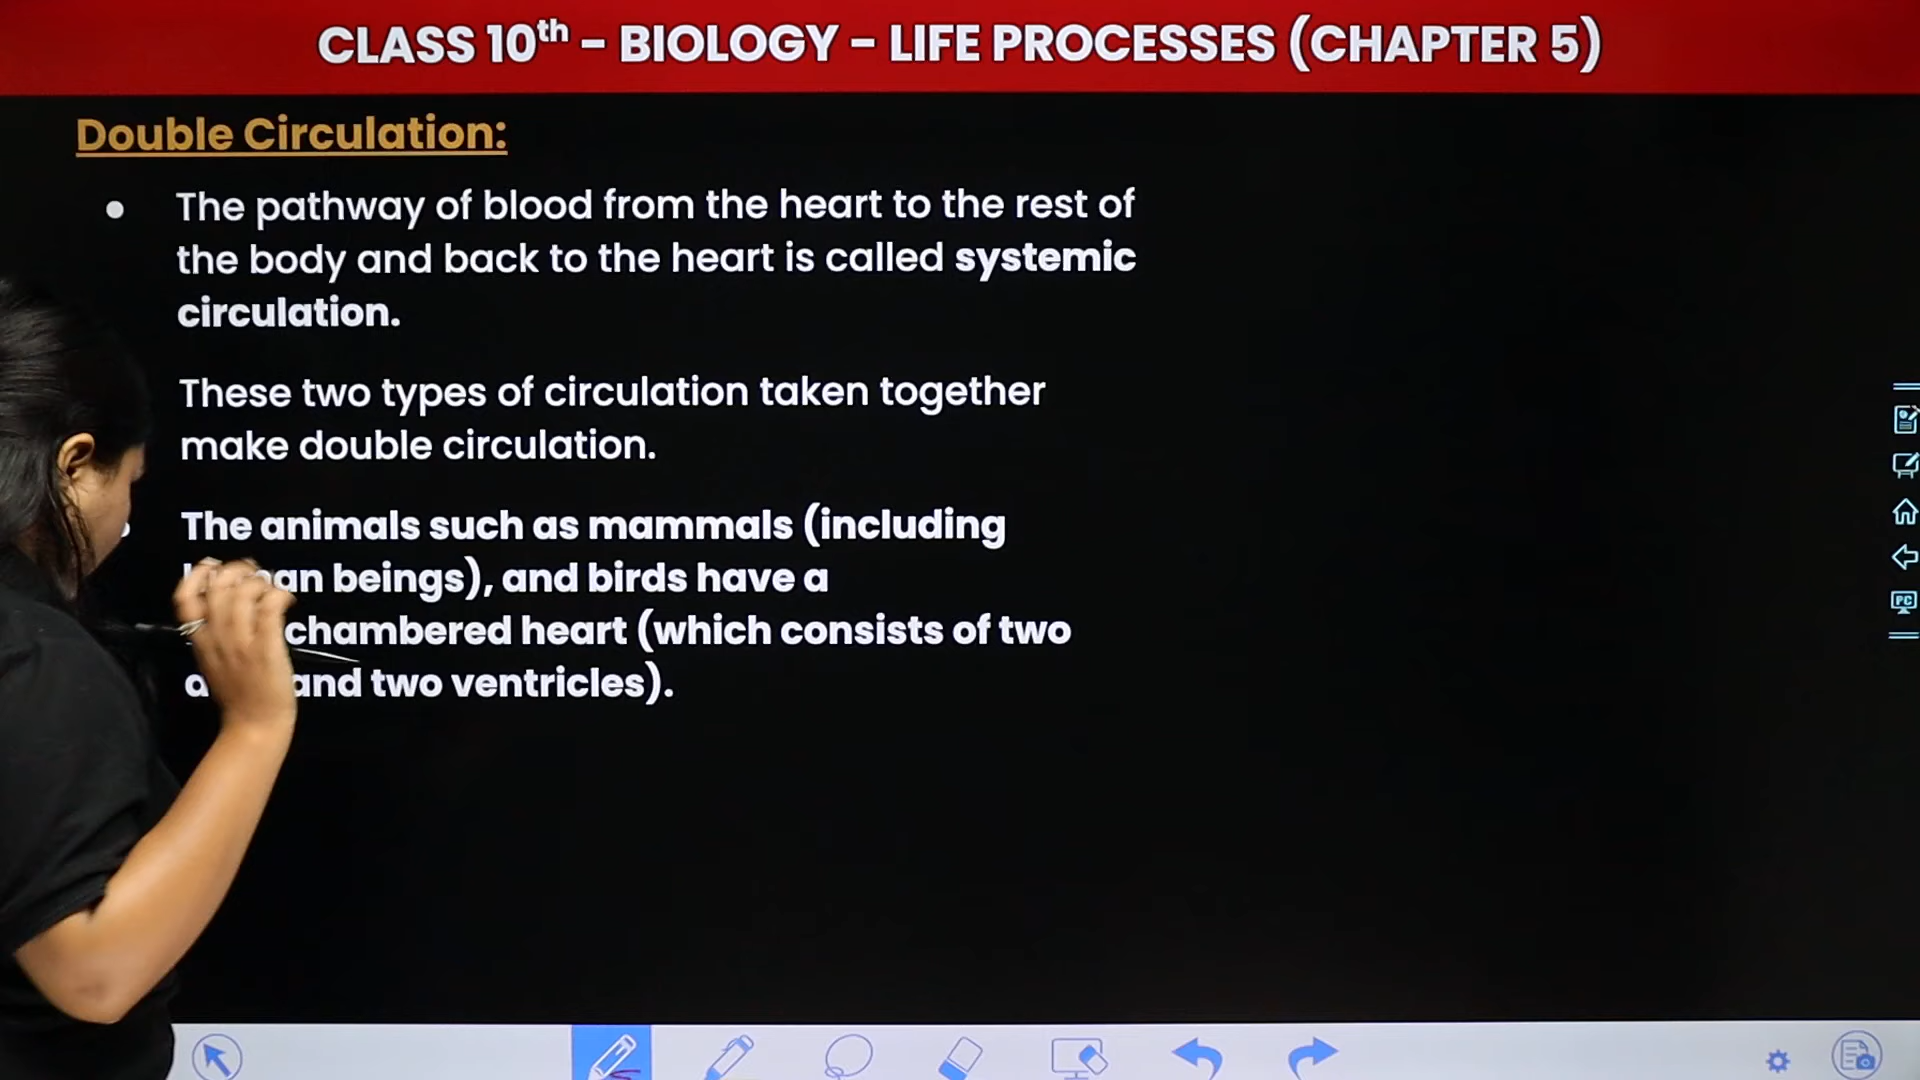 CLASS 10th – BIOLOGY – LIFE PROCESSES (CHAPTER 5)
Double Circulation:
● The pathway of blood from the heart to the rest of
the body and back to the heart is called systemic
circulation.
These two types of circulation taken together
make double circulation.
The animals such as mammals (including
beings), and birds have a
chambered heart (which consists of two
and two ventricles).
PC